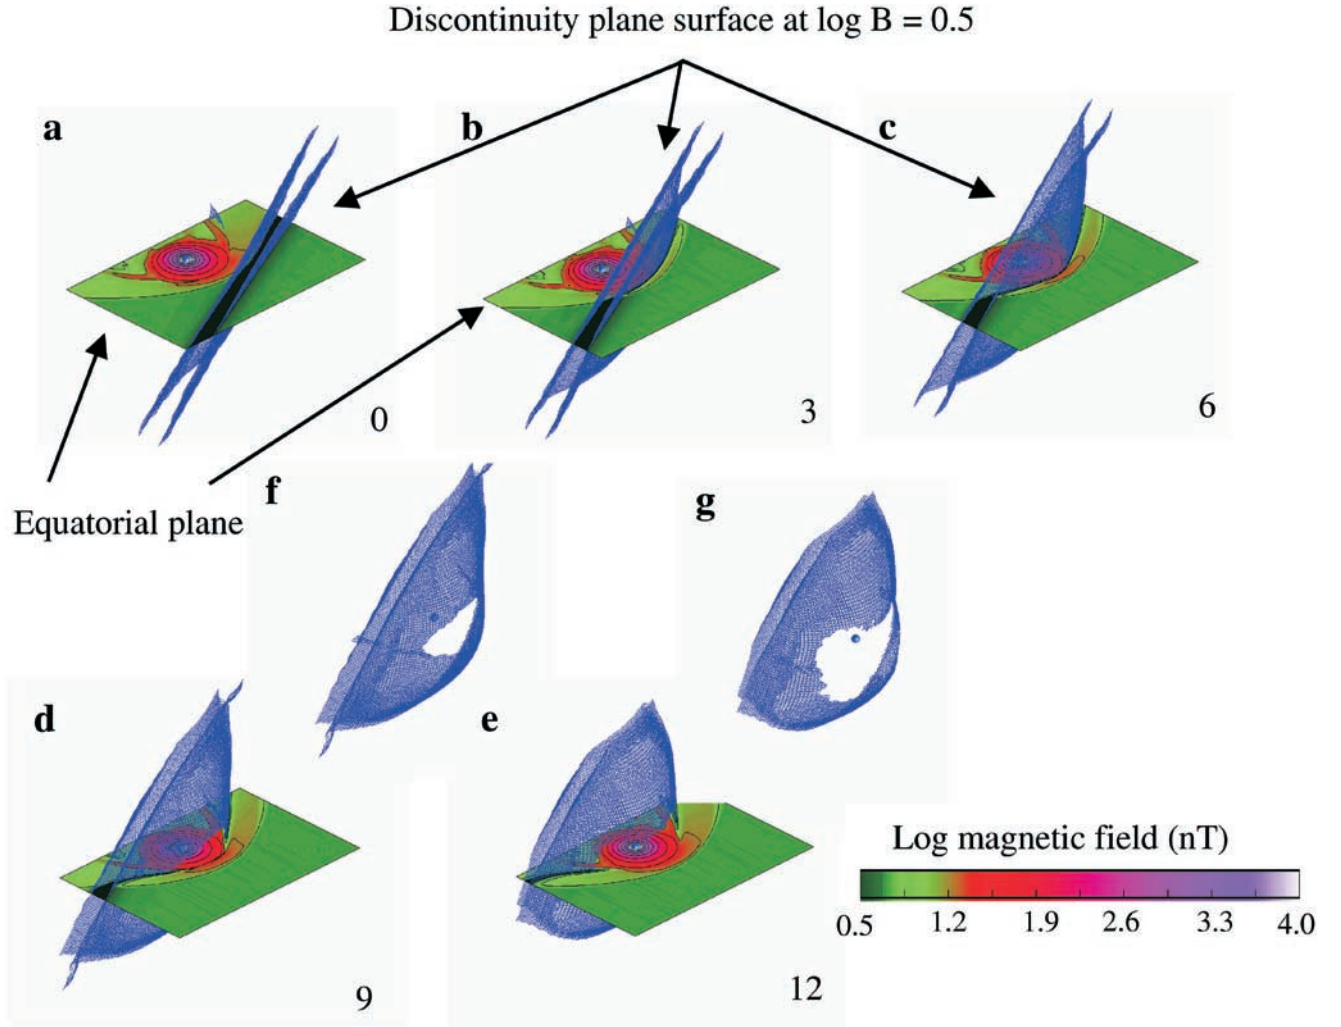 Discontinuity plane surface at log B = 0.5
a
b
c
0
3
6
Equatorial plane
f
g
d
e
9
12
Log magnetic field (nT)
0.5 1.2 1.9 2.6 3.3 4.0